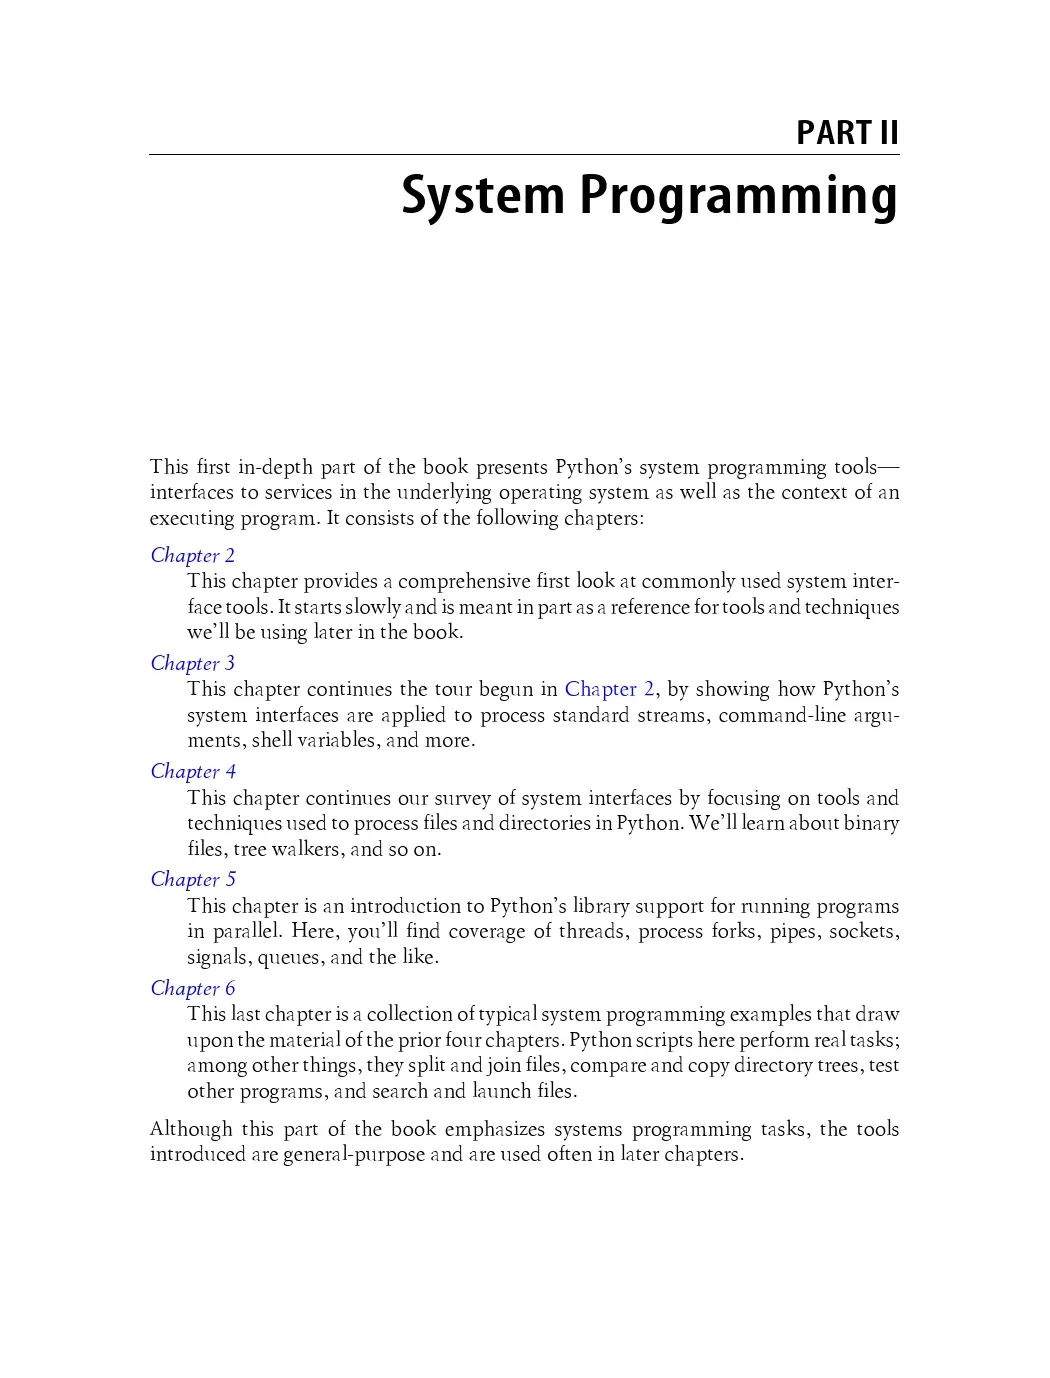 PART II
System Programming
This first in-depth part of the book presents Python’s system programming tools—
interfaces to services in the underlying operating system as well as the context of an
executing program. It consists of the following chapters:
Chapter 2
This chapter provides a comprehensive first look at commonly used system inter-
face tools. It starts slowly and is meant in part as a reference for tools and techniques
we’ll be using later in the book.
Chapter 3
This chapter continues the tour begun in Chapter 2, by showing how Python’s
system interfaces are applied to process standard streams, command-line argu-
ments, shell variables, and more.
Chapter 4
This chapter continues our survey of system interfaces by focusing on tools and
techniques used to process files and directories in Python. We’ll learn about binary
files, tree walkers, and so on.
Chapter 5
This chapter is an introduction to Python’s library support for running programs
in parallel. Here, you’ll find coverage of threads, process forks, pipes, sockets,
signals, queues, and the like.
Chapter 6
This last chapter is a collection of typical system programming examples that draw
upon the material of the prior four chapters. Python scripts here perform real tasks;
among other things, they split and join files, compare and copy directory trees, test
other programs, and search and launch files.
Although this part of the book emphasizes systems programming tasks, the tools
introduced are general-purpose and are used often in later chapters.